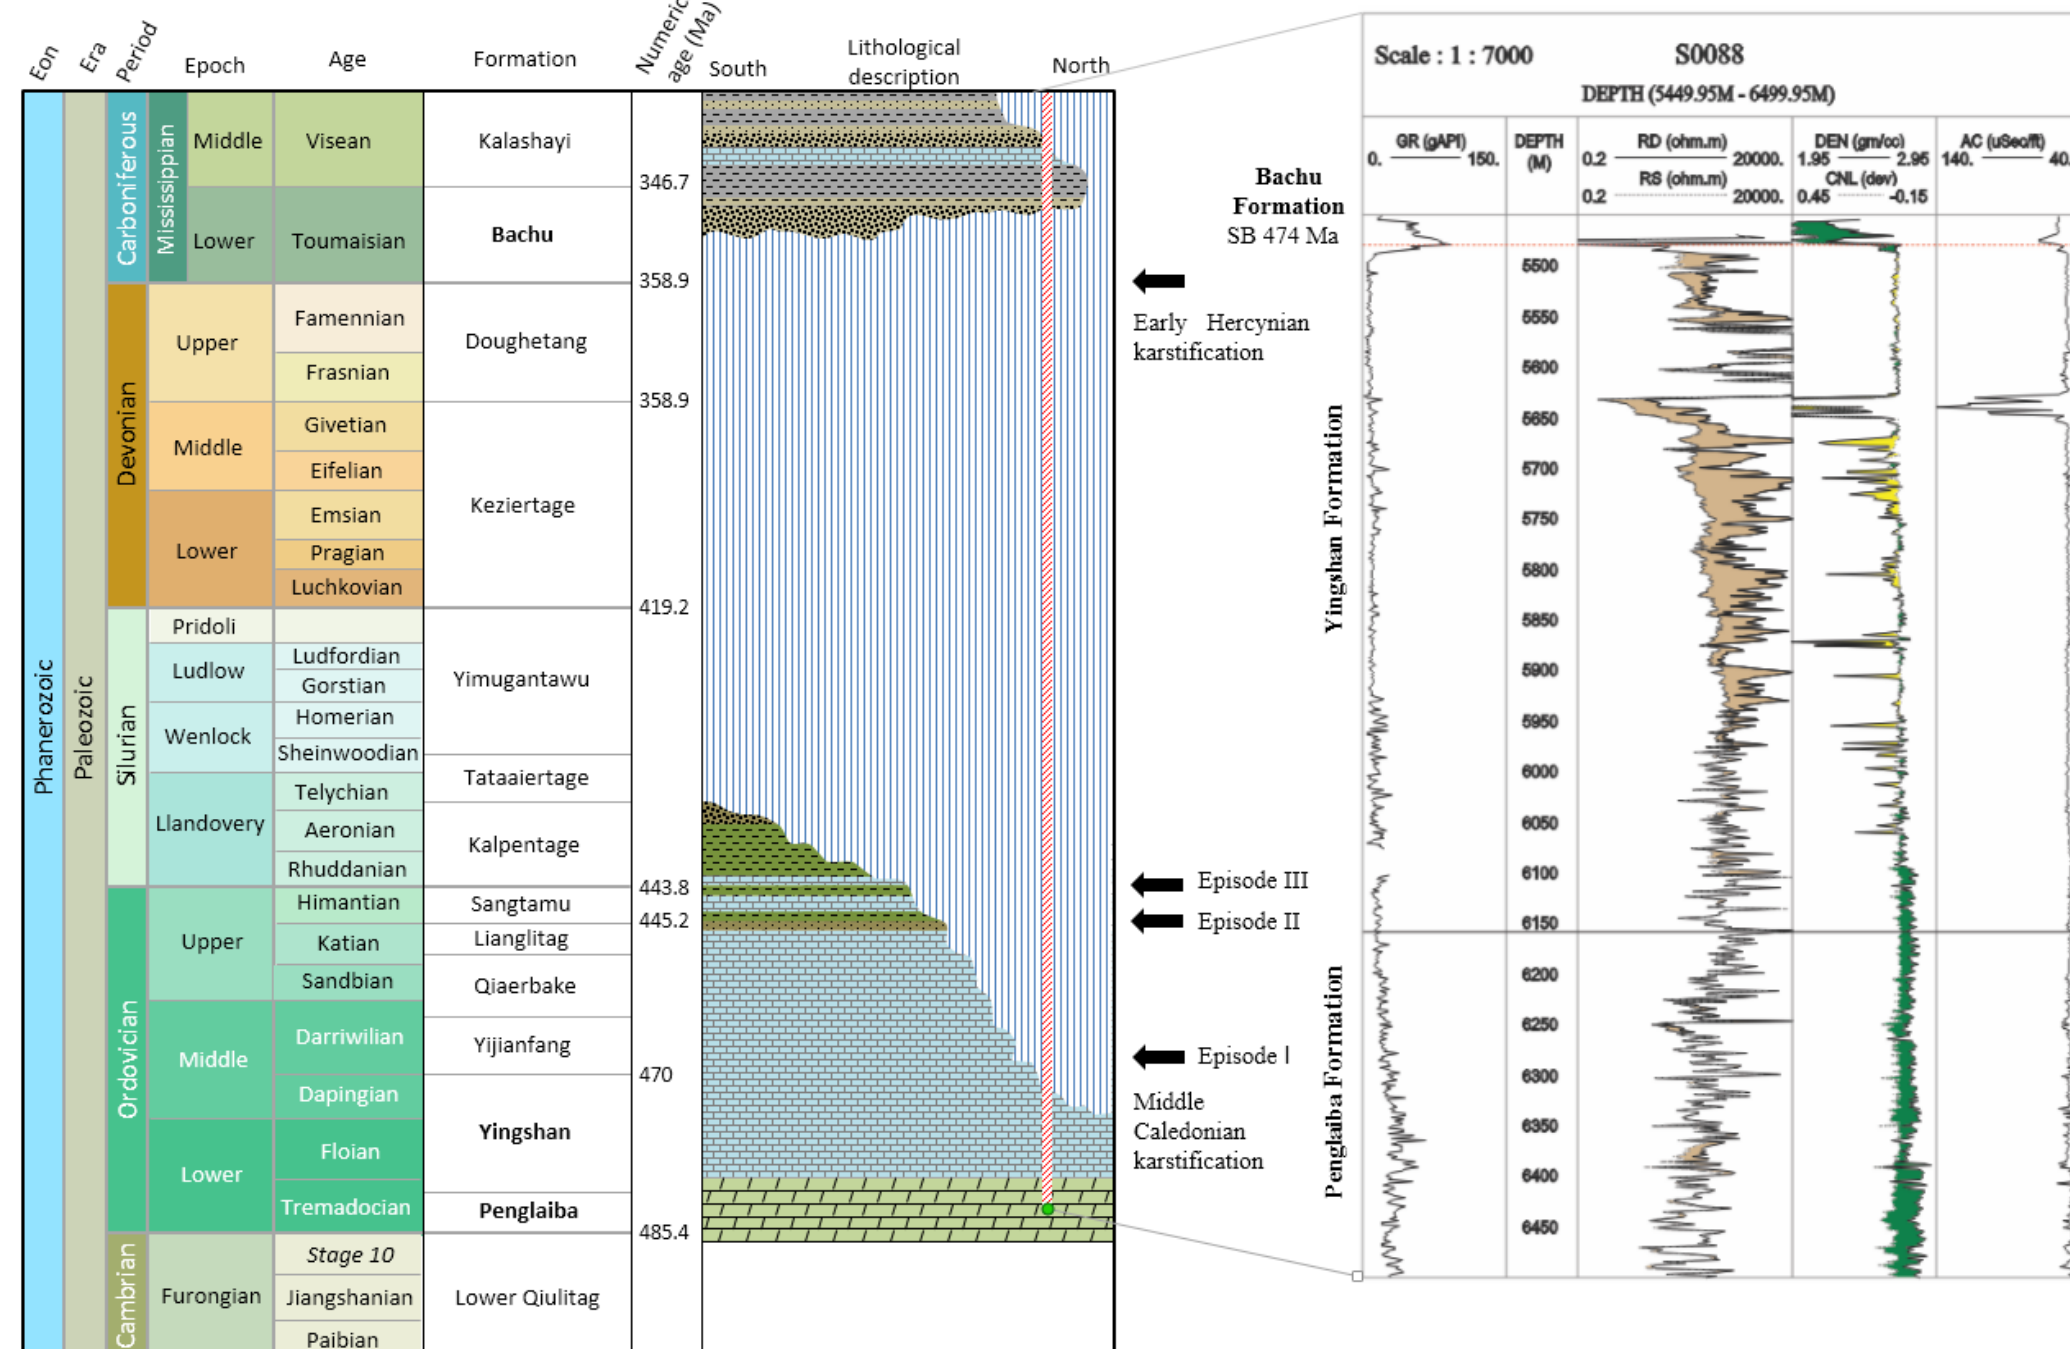 Eon
Era
Period
Epoch
Age
Formation
Numeric
age (Ma)
South
Lithological
description
North
Phanerozoic
Paleozoic
Carboniferous
Mississippian
Middle
Visean
Kalashayi
346.7
Lower
Toumaisian
Bachu
358.9
Devonian
Upper
Famennian
Doughetang
Frasnian
358.9
Middle
Givetian
Eifelian
Keziertage
Lower
Emsian
Pragian
Luchkovian
419.2
Silurian
Pridoli
Ludlow
Ludfordian
Gorstian
Yimugantawu
Wenlock
Homerian
Sheinwoodian
Tataaiertage
Llandovery
Telychian
Aeronian
Kalpentage
Rhuddanian
443.8
Ordovician
Upper
Himantian
Sangtamu
445.2
Katian
Lianglitag
Sandbian
Qiaerbake
Middle
Darriwilian
Yijianfang
470
Dapingian
Yingshan
Lower
Floian
Tremadocian
Penglaiba
485.4
Cambrian
Furongian
Stage 10
Jiangshanian
Lower Qiulitag
Paibian
Bachu
Formation
SB 474 Ma
Early Hercynian
karstification
Episode III
Episode II
Episode I
Middle
Caledonian
karstification
Yingshan Formation
Penglaiba Formation
Scale : 1 : 7000
S0088
DEPTH (5449.95M - 6499.95M)
GR (gAPI)
0. 150.
DEPTH
(M)
RD (ohm.m)
0.2 20000.
RS (ohm.m)
0.2 20000.
DEN (gm/cc)
1.95 2.95
CNL (dev)
0.45 -0.15
AC (uSec/ft)
140. 40.
5500
5550
5600
5650
5700
5750
5800
5850
5900
5950
6000
6050
6100
6150
6200
6250
6300
6350
6400
6450